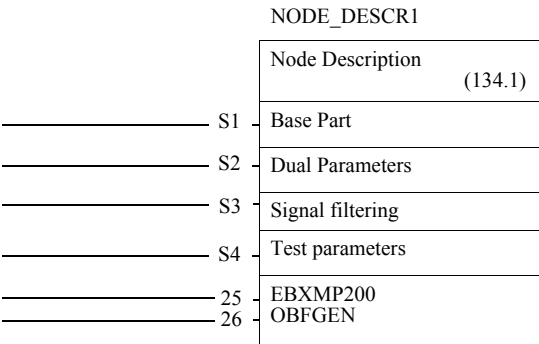 NODE_DESCR1
Node Description
(134.1)
S1 Base Part
S2 Dual Parameters
S3 Signal filtering
S4 Test parameters
25 EBXMP200
26 OBFGEN